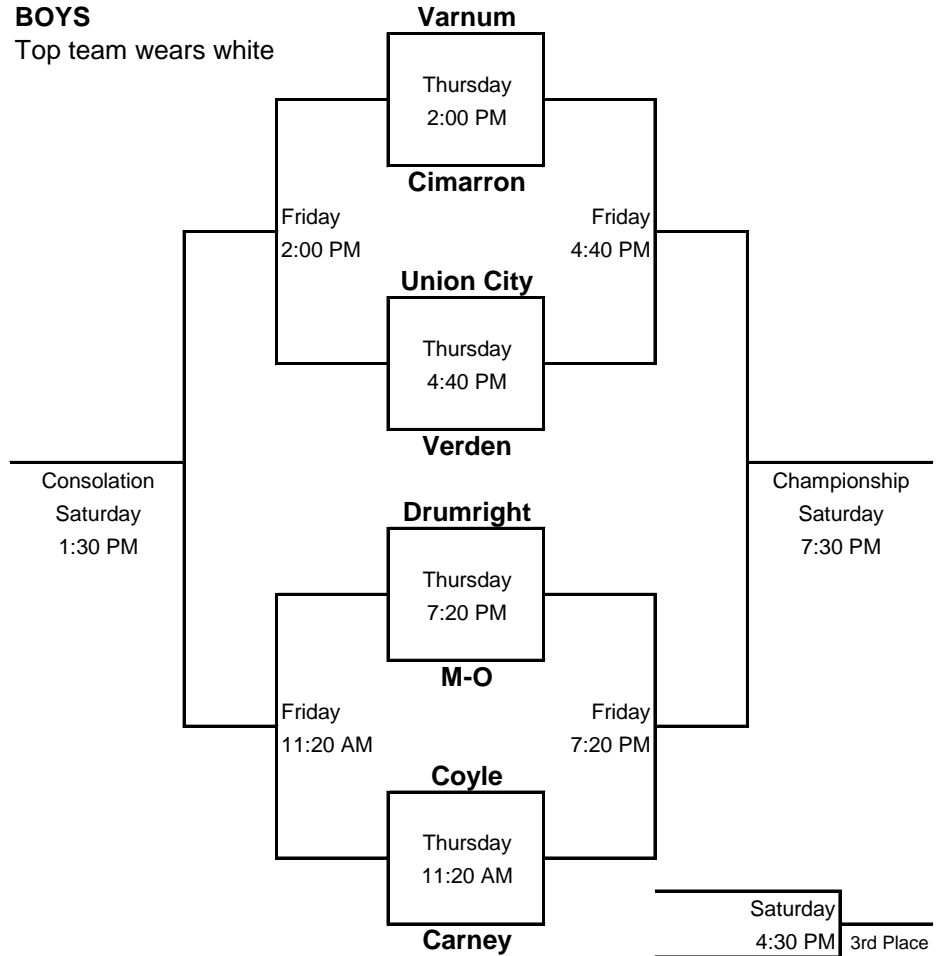 BOYS
Top team wears white
Varnum
Thursday
2:00 PM
Cimarron
Friday
2:00 PM
Friday
4:40 PM
Union City
Thursday
4:40 PM
Verden
Consolation
Saturday
1:30 PM
Championship
Saturday
7:30 PM
Drumright
Thursday
7:20 PM
M-O
Friday
11:20 AM
Friday
7:20 PM
Coyle
Thursday
11:20 AM
Carney
Saturday
4:30 PM
3rd Place